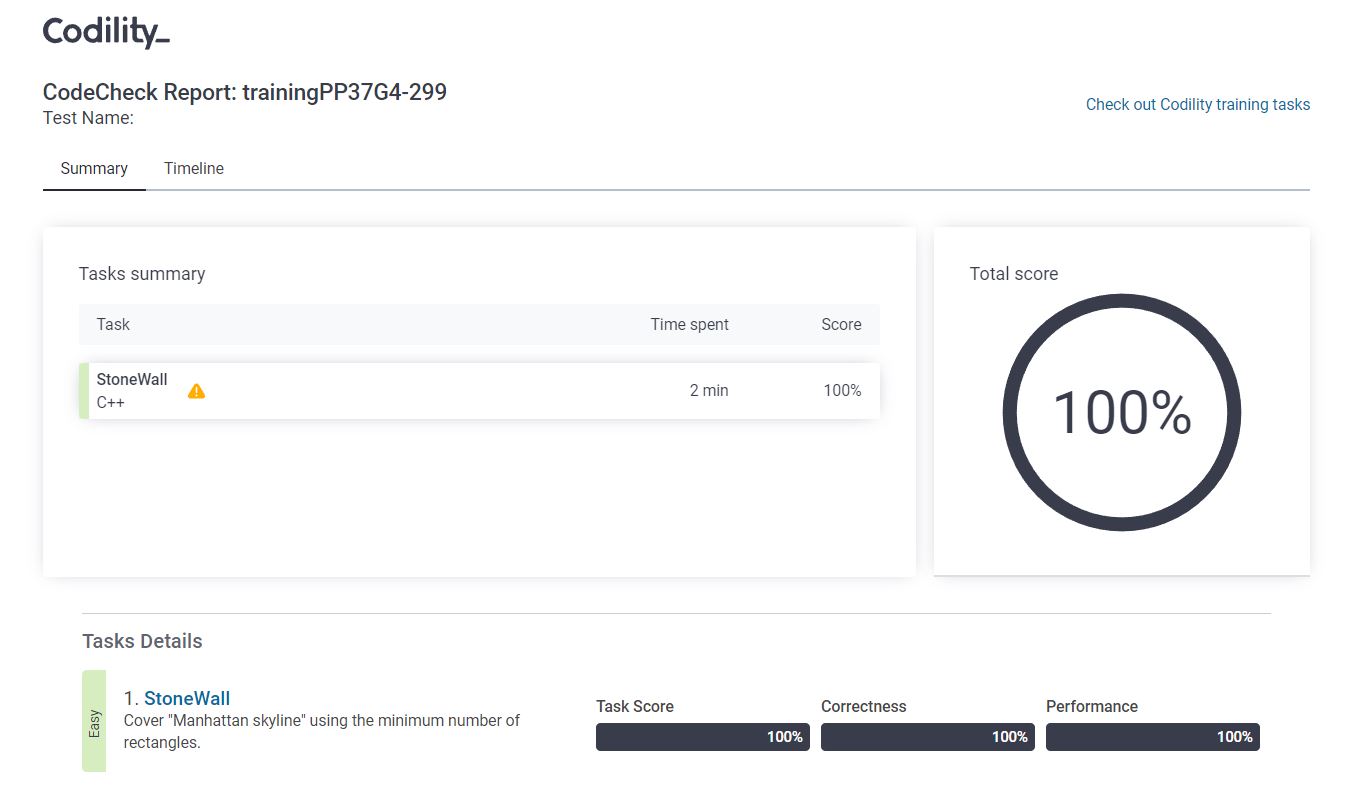 Codility_
CodeCheck Report: trainingPP37G4-299
Test Name:
Check out Codility training tasks
Summary Timeline
Tasks summary
Task Time spent Score
StoneWall
C++
2 min 100%
Total score
100%
Tasks Details
Easy
1. StoneWall
Cover "Manhattan skyline" using the minimum number of
rectangles.
Task Score Correctness Performance
100% 100% 100%